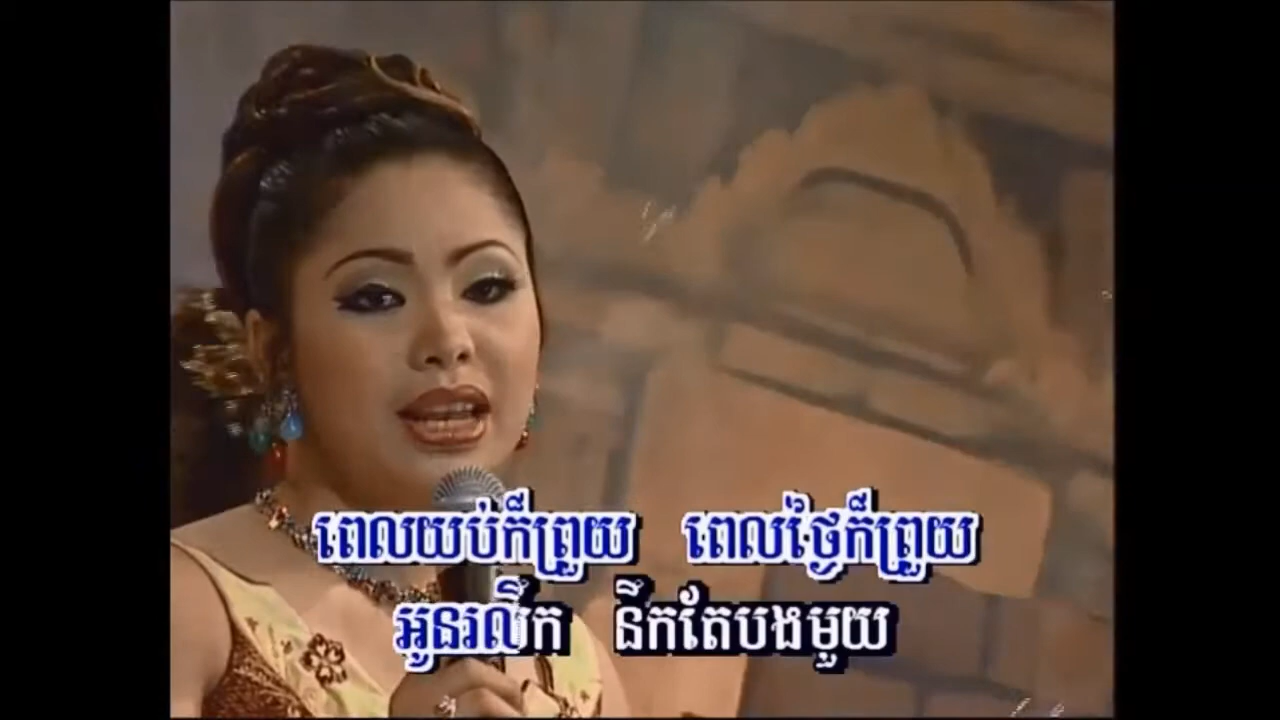 ពេលយប់ក៏ព្រួយ ពេលថ្ងៃក៏ព្រួយ
អូនរលឹក នឹកតែបងមួយ